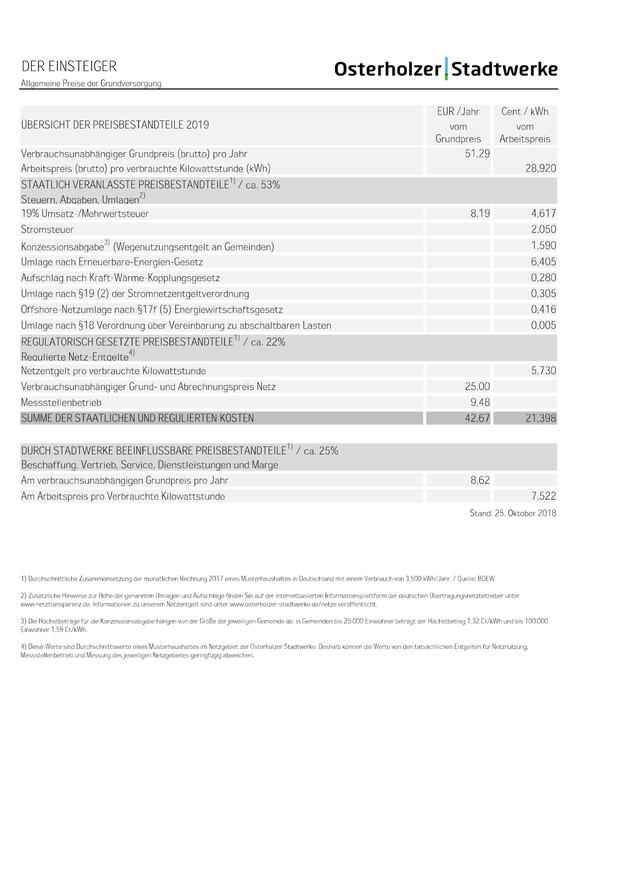 DER EINSTEIGER
Allgemeine Preise der Grundversorgung
Osterholzer Stadtwerke
ÜBERSICHT DER PREISBESTANDTEILE 2019
EUR /Jahr
vom
Grundpreis
Cent / kWh
vom
Arbeitspreis
Verbrauchsunabhängiger Grundpreis (brutto) pro Jahr 51,29
Arbeitspreis (brutto) pro verbrauchte Kilowattstunde (kWh) 28,920
STAATLICH VERANLASSTE PREISBESTANDTEILE1) / ca. 53%
Steuern, Abgaben, Umlagen2)
19% Umsatz-/Mehrwertsteuer 8,19 4,617
Stromsteuer 2,050
Konzessionsabgabe3) (Wegenutzungsentgelt an Gemeinden) 1,590
Umlage nach Erneuerbare-Energien-Gesetz 6,405
Aufschlag nach Kraft-Wärme-Kopplungsgesetz 0,280
Umlage nach §19 (2) der Stromnetzentgeltverordnung 0,305
Offshore-Netzumlage nach §17f (5) Energiewirtschaftsgesetz 0,416
Umlage nach §18 Verordnung über Vereinbarung zu abschaltbaren Lasten 0,005
REGULATORISCH GESETZTE PREISBESTANDTEILE1) / ca. 22%
Regulierte Netz-Entgelte4)
Netzentgelt pro verbrauchte Kilowattstunde 5,730
Verbrauchsunabhängiger Grund- und Abrechnungspreis Netz 25,00
Messstellenbetrieb 9,48
SUMME DER STAATLICHEN UND REGULIERTEN KOSTEN 42,67 21,398
DURCH STADTWERKE BEEINFLUSSBARE PREISBESTANDTEILE1) / ca. 25%
Beschaffung, Vertrieb, Service, Dienstleistungen und Marge
Am verbrauchsunabhängigen Grundpreis pro Jahr 8,62
Am Arbeitspreis pro Verbrauchte Kilowattstunde 7,522
Stand: 25. Oktober 2018
1) Durchschnittliche Zusammensetzung der monatlichen Rechnung 2017 eines Musterhaushaltes in Deutschland mit einem Verbrauch von 3.500 kWh/Jahr. / Quelle: BDEW
2) Zusätzliche Hinweise zur Höhe der genannten Umlagen und Aufschläge finden Sie auf der internetbasierten Informationsplattform der deutschen Übertragungsnetzbetreiber unter
www.netztransparenz.de. Informationen zu unserem Netzentgelt sind unter www.osterholzer-stadtwerke.de/netze veröffentlicht.
3) Die Höchstbeträge für die Konzessionsabgabe hängen von der Größe der jeweiligen Gemeinde ab: in Gemeinden bis 25.000 Einwohner beträgt der Höchstbetrag 1,32 Ct/kWh und bis 100.000
Einwohner 1,59 Ct/kWh.
4) Diese Werte sind Durchschnittswerte eines Musterhaushaltes im Netzgebiet der Osterholzer Stadtwerke. Deshalb können die Werte von den tatsächlichen Entgelten für Netznutzung,
Messstellenbetrieb und Messung des jeweiligen Netzgebietes geringfügig abweichen.